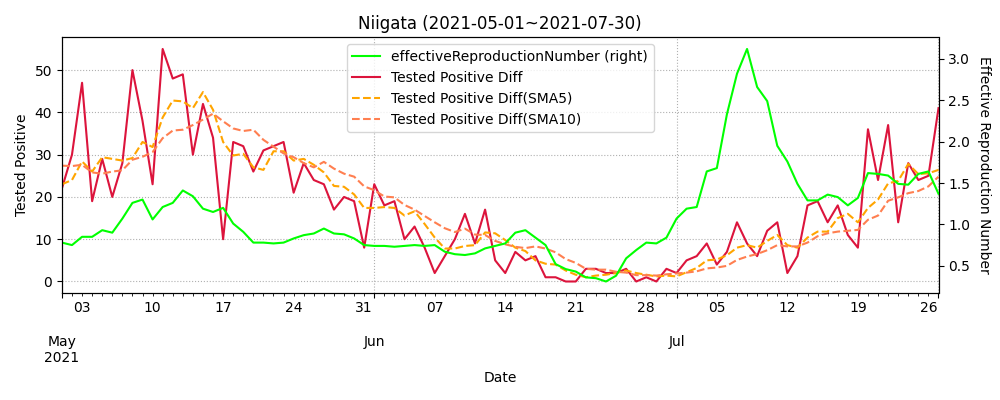 Niigata (2021-05-01~2021-07-30)
effectiveReproductionNumber (right)
Tested Positive Diff
Tested Positive Diff(SMA5)
Tested Positive Diff(SMA10)
Tested Positive
50
40
30
20
10
0
3.0
2.5
2.0
1.5
1.0
0.5
Effective Reproduction Number
03 10 17 24 31 07 14 21 28 05 12 19 26
May Jun Jul
2021
Date